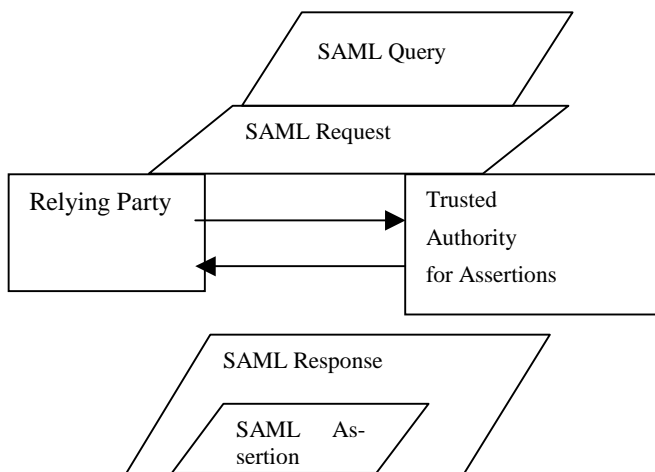 SAML Query
SAML Request
Relying Party
Trusted
Authority
for Assertions
SAML Response
SAML As-
sertion